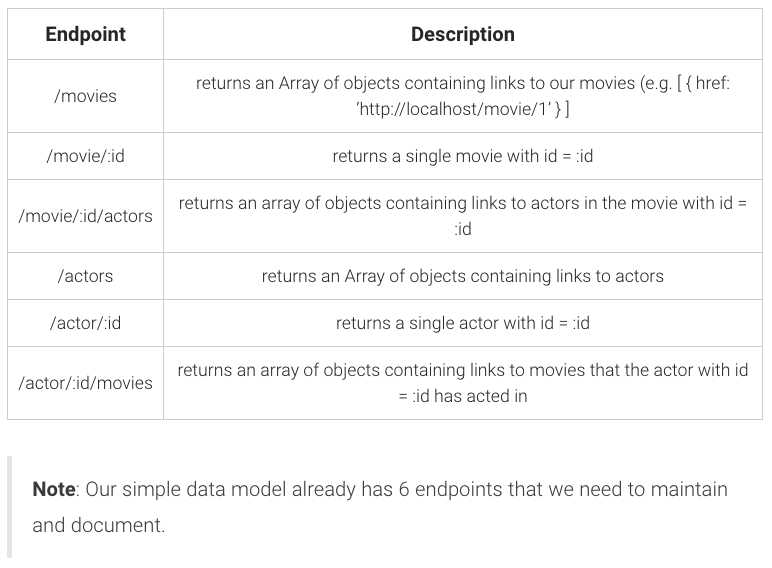 Endpoint Description
/movies
returns an Array of objects containing links to our movies (e.g. [ { href:
‘http://localhost/movie/1‘ } ]
/movie/:id returns a single movie with id = :id
/movie/:id/actors
returns an array of objects containing links to actors in the movie with id =
:id
/actors returns an Array of objects containing links to actors
/actor/:id returns a single actor with id = :id
/actor/:id/movies
returns an array of objects containing links to movies that the actor with id
= :id has acted in
Note: Our simple data model already has 6 endpoints that we need to maintain
and document.